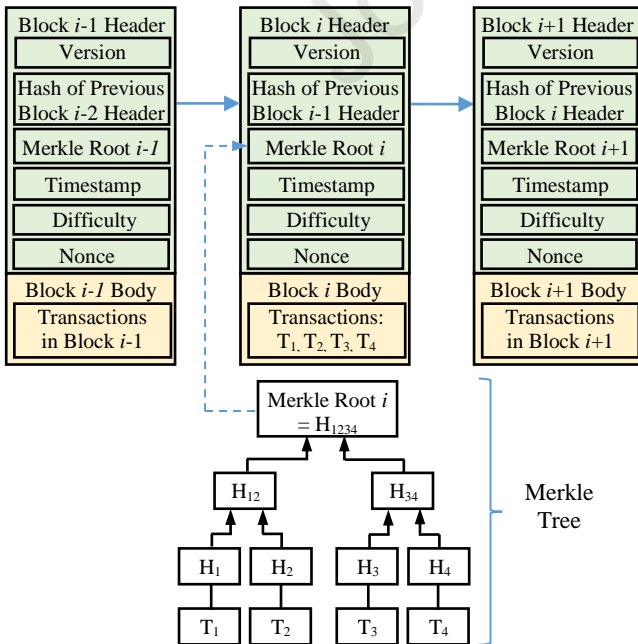 Block i-1 Header
Version
Hash of Previous
Block i-2 Header
Merkle Root i-1
Timestamp
Difficulty
Nonce
Block i-1 Body
Transactions
in Block i-1
Block i Header
Version
Hash of Previous
Block i-1 Header
Merkle Root i
Timestamp
Difficulty
Nonce
Block i Body
Transactions:
T₁, T₂, T₃, T₄
Block i+1 Header
Version
Hash of Previous
Block i Header
Merkle Root i+1
Timestamp
Difficulty
Nonce
Block i+1 Body
Transactions
in Block i+1
Merkle Root i
= H₁₂₃₄
H₁₂
H₃₄
H₁
H₂
H₃
H₄
T₁
T₂
T₃
T₄
Merkle
Tree